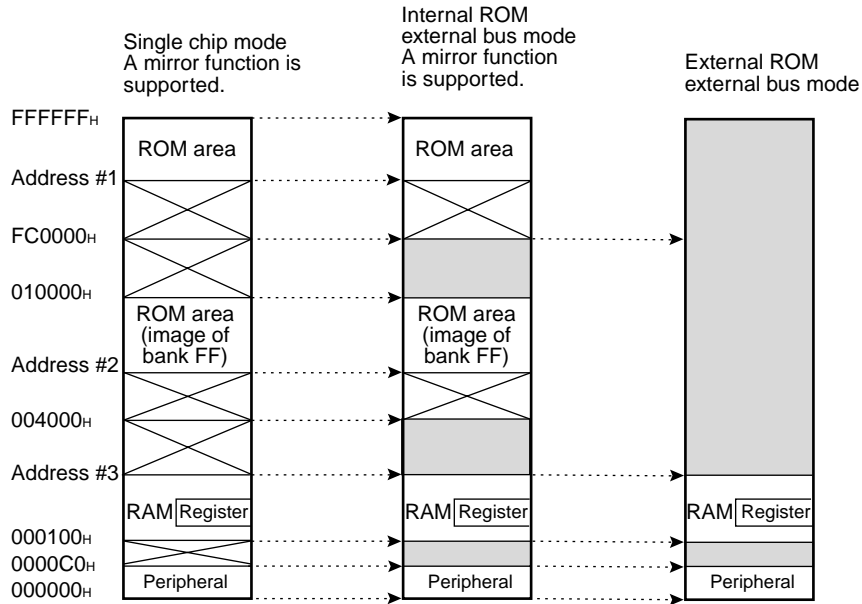 Single chip mode
A mirror function is
supported.
Internal ROM
external bus mode
A mirror function
is supported.
External ROM
external bus mode
FFFFFFH
Address #1
FC0000H
010000H
Address #2
004000H
Address #3
000100H
0000C0H
000000H
ROM area
ROM area
(image of
bank FF)
RAM Register
Peripheral
ROM area
ROM area
(image of
bank FF)
RAM Register
Peripheral
RAM Register
Peripheral